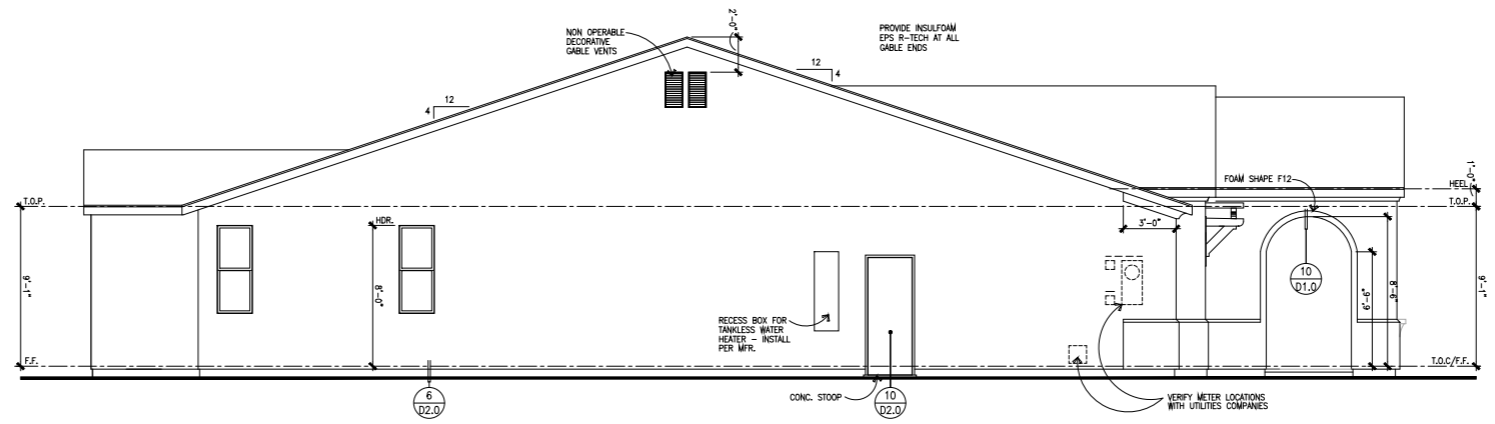 NON OPERABLE
DECORATIVE
GABLE VENTS
2'-0"
PROVIDE INSULFOAM
EPS R-TECH AT ALL
GABLE ENDS
12
4
12
4
FOAM SHAPE F12
HEEL
1'-0"
T.O.P.
T.O.P.
HDR.
3'-0"
9'-1"
8'-0"
10
D1.0
6'-9"
8'-6"
9'-1"
RECESS BOX FOR
TANKLESS WATER
HEATER - INSTALL
PER MFR.
F.F.
T.O.C/F.F.
6
D2.0
CONC. STOOP
10
D2.0
VERIFY METER LOCATIONS
WITH UTILITIES COMPANIES